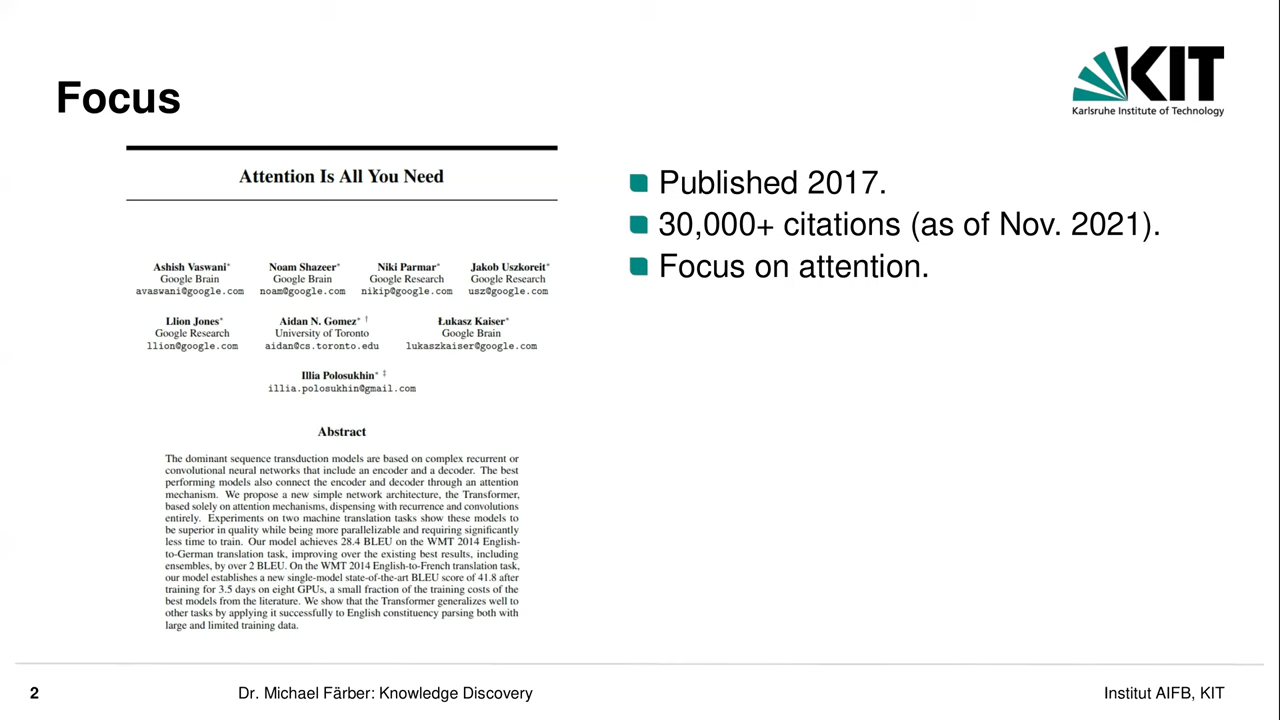 Focus
KIT
Karlsruhe Institute of Technology
Attention Is All You Need
Ashish Vaswani* Noam Shazeer* Niki Parmar* Jakob Uszkoreit*
Google Brain Google Brain Google Research Google Research
avaswani@google.com noam@google.com nikip@google.com usz@google.com
Llion Jones* Aidan N. Gomez* † Łukasz Kaiser*
Google Research University of Toronto Google Brain
llion@google.com aidan@cs.toronto.edu lukaszkaiser@google.com
Illia Polosukhin* ‡
illia.polosukhin@gmail.com
Abstract
The dominant sequence transduction models are based on complex recurrent or
convolutional neural networks that include an encoder and a decoder. The best
performing models also connect the encoder and decoder through an attention
mechanism. We propose a new simple network architecture, the Transformer,
based solely on attention mechanisms, dispensing with recurrence and convolutions
entirely. Experiments on two machine translation tasks show these models to
be superior in quality while being more parallelizable and requiring significantly
less time to train. Our model achieves 28.4 BLEU on the WMT 2014 English-
to-German translation task, improving over the existing best results, including
ensembles, by over 2 BLEU. On the WMT 2014 English-to-French translation task,
our model establishes a new single-model state-of-the-art BLEU score of 41.8 after
training for 3.5 days on eight GPUs, a small fraction of the training costs of the
best models from the literature. We show that the Transformer generalizes well to
other tasks by applying it successfully to English constituency parsing both with
large and limited training data.
Published 2017.
30,000+ citations (as of Nov. 2021).
Focus on attention.
2 Dr. Michael Färber: Knowledge Discovery Institut AIFB, KIT